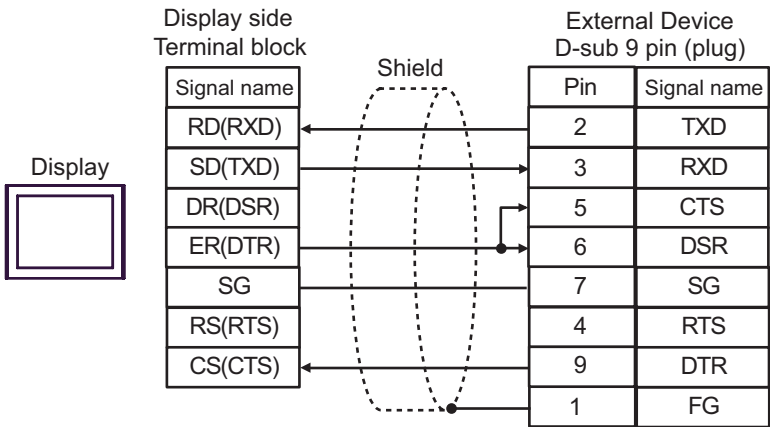 Display side
Terminal block
External Device
D-sub 9 pin (plug)
Shield
Signal name
Pin
Signal name
RD(RXD)
2
TXD
Display
SD(TXD)
3
RXD
DR(DSR)
5
CTS
ER(DTR)
6
DSR
SG
7
SG
RS(RTS)
4
RTS
CS(CTS)
9
DTR
1
FG